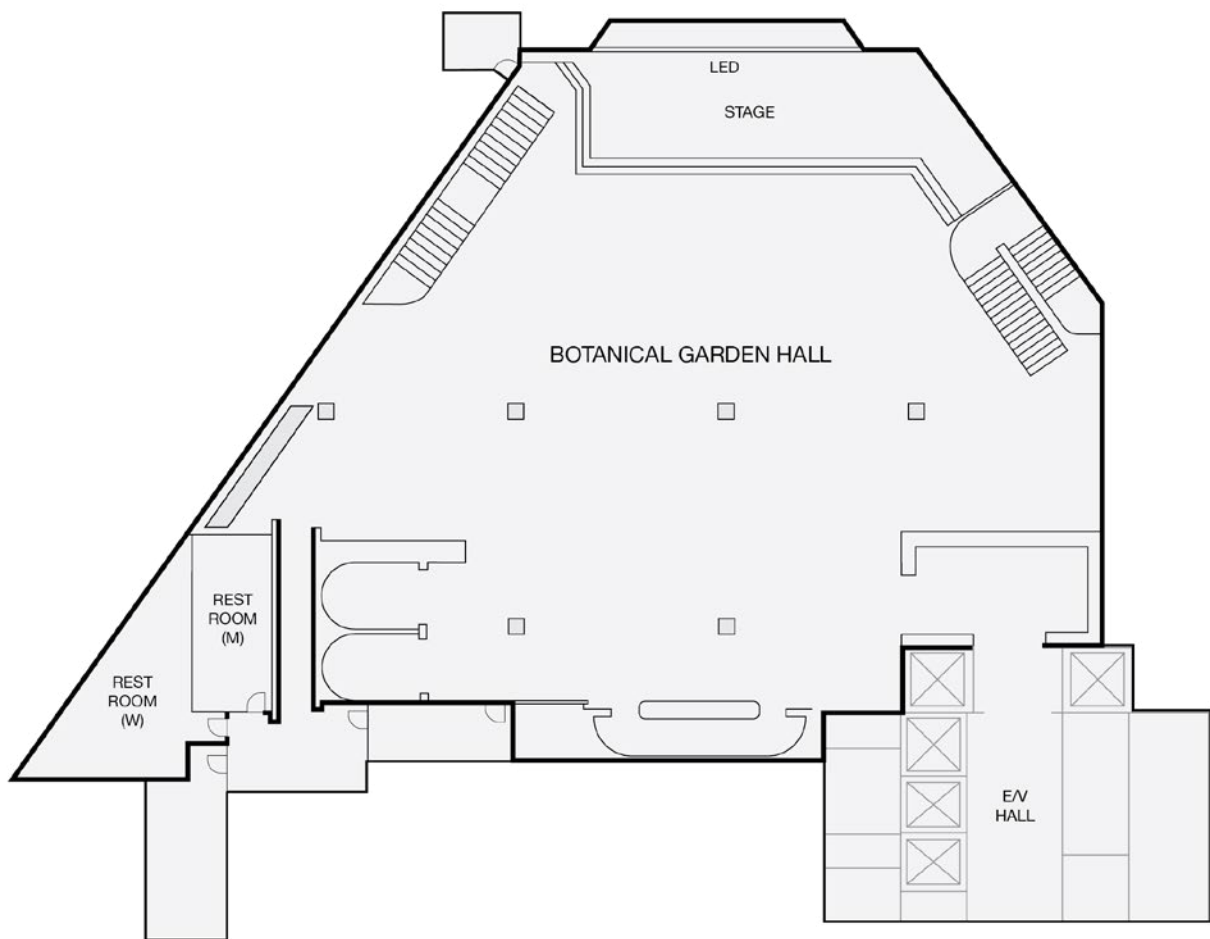 LED
STAGE
BOTANICAL GARDEN HALL
REST
ROOM
(M)
REST
ROOM
(W)
E/V
HALL